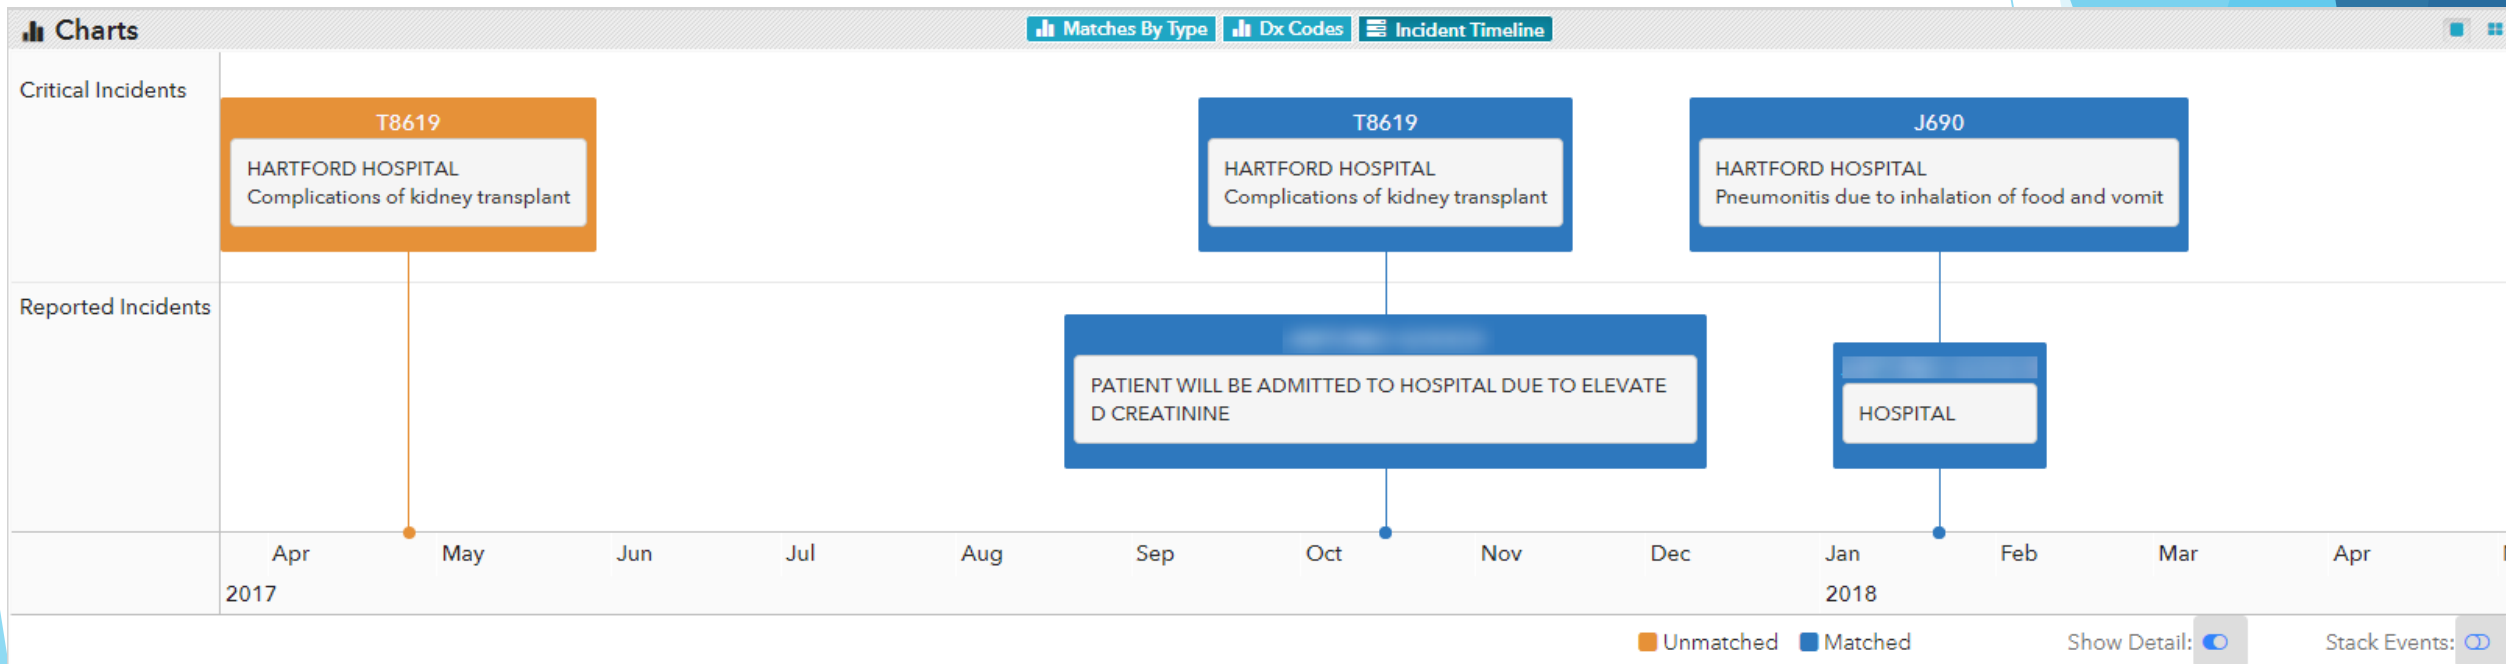 Charts
Matches By Type
Dx Codes
Incident Timeline
Critical Incidents
T8619
HARTFORD HOSPITAL
Complications of kidney transplant
T8619
HARTFORD HOSPITAL
Complications of kidney transplant
J690
HARTFORD HOSPITAL
Pneumonitis due to inhalation of food and vomit
Reported Incidents
PATIENT WILL BE ADMITTED TO HOSPITAL DUE TO ELEVATE
D CREATININE
HOSPITAL
Apr May Jun Jul Aug Sep Oct Nov Dec Jan Feb Mar Apr
2017 2018
Unmatched Matched Show Detail: Stack Events: